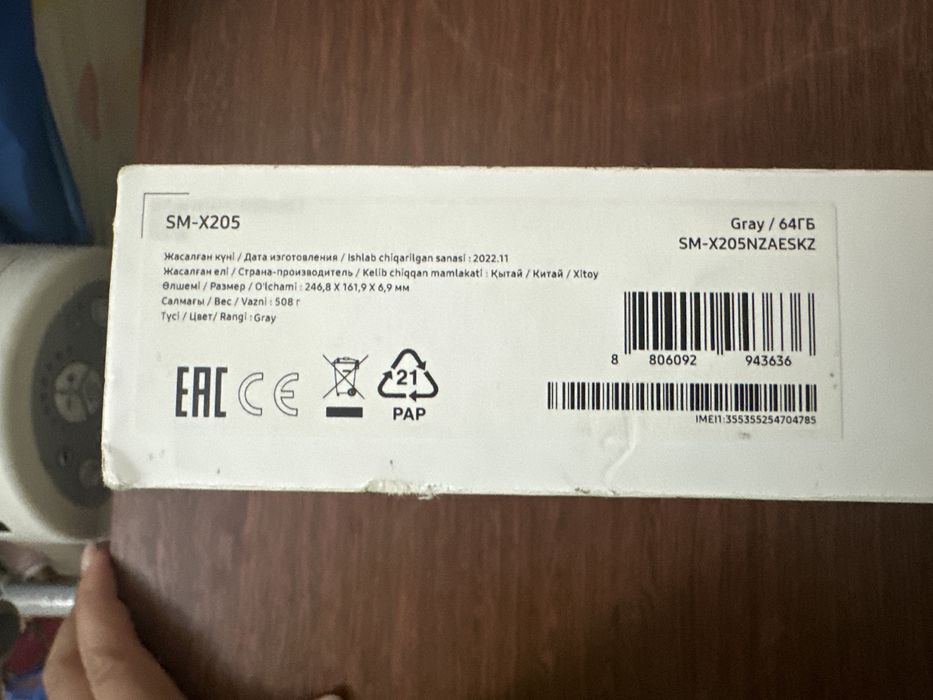 SM-X205
Gray / 64ГБ
SM-X205NZAESKZ
Жасалған күні / Дата изготовления / Ishlab chiqarilgan sanasi : 2022.11
Жасалған елі / Страна-производитель / Kelib chiqqan mamlakati : Қытай / Китай / Xitoy
Өлшемі / Размер / O'lchami : 246,8 X 161,9 X 6,9 мм
Салмағы / Вес / Vazni : 508 г
Түсі / Цвет/ Rangi : Gray
8 806092 943636
EAC CE
21
PAP
IMEI1:355355254704785